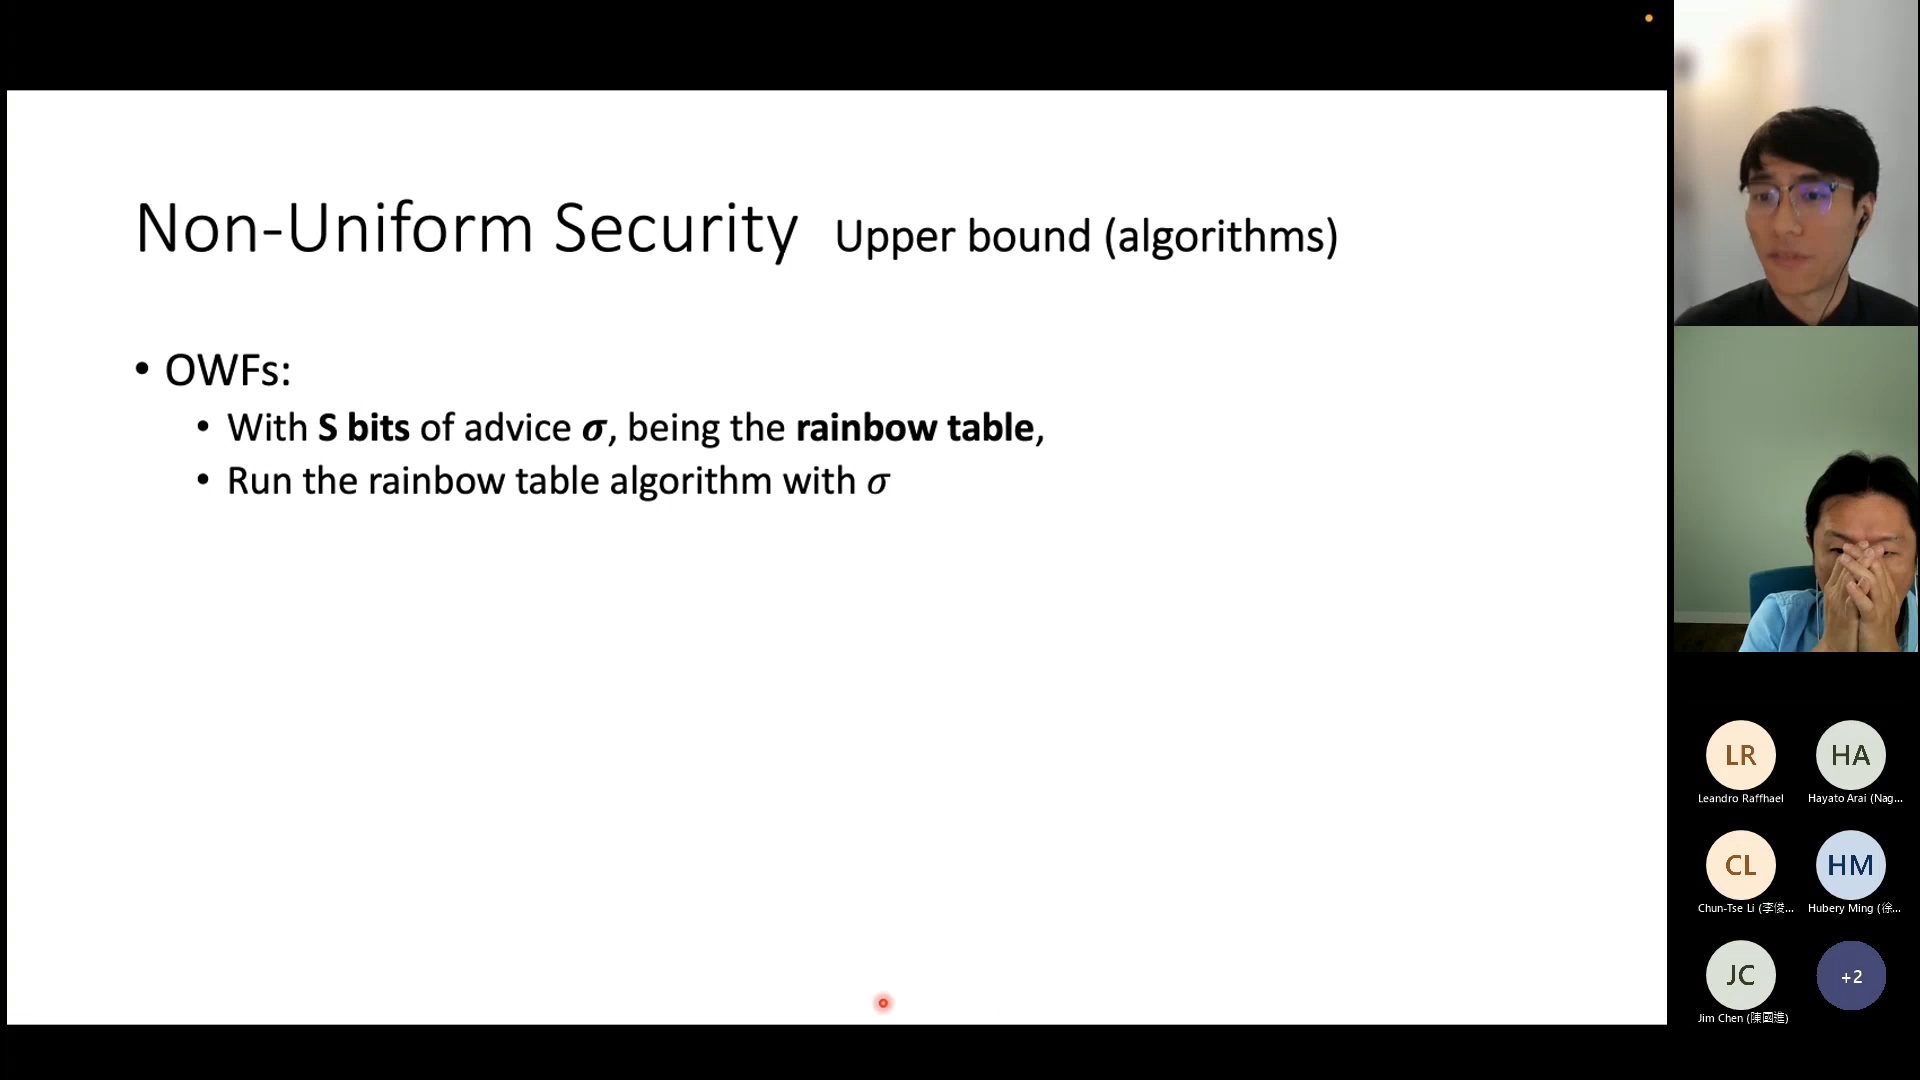 Non-Uniform Security Upper bound (algorithms)
• OWFs:
• With S bits of advice σ, being the rainbow table,
• Run the rainbow table algorithm with σ
LR
HA
Leandro Raffhael
Hayato Arai (Nag...
CL
HM
Chun-Tse Li (李俊...
Hubery Ming (徐...
JC
+2
Jim Chen (陳國進)